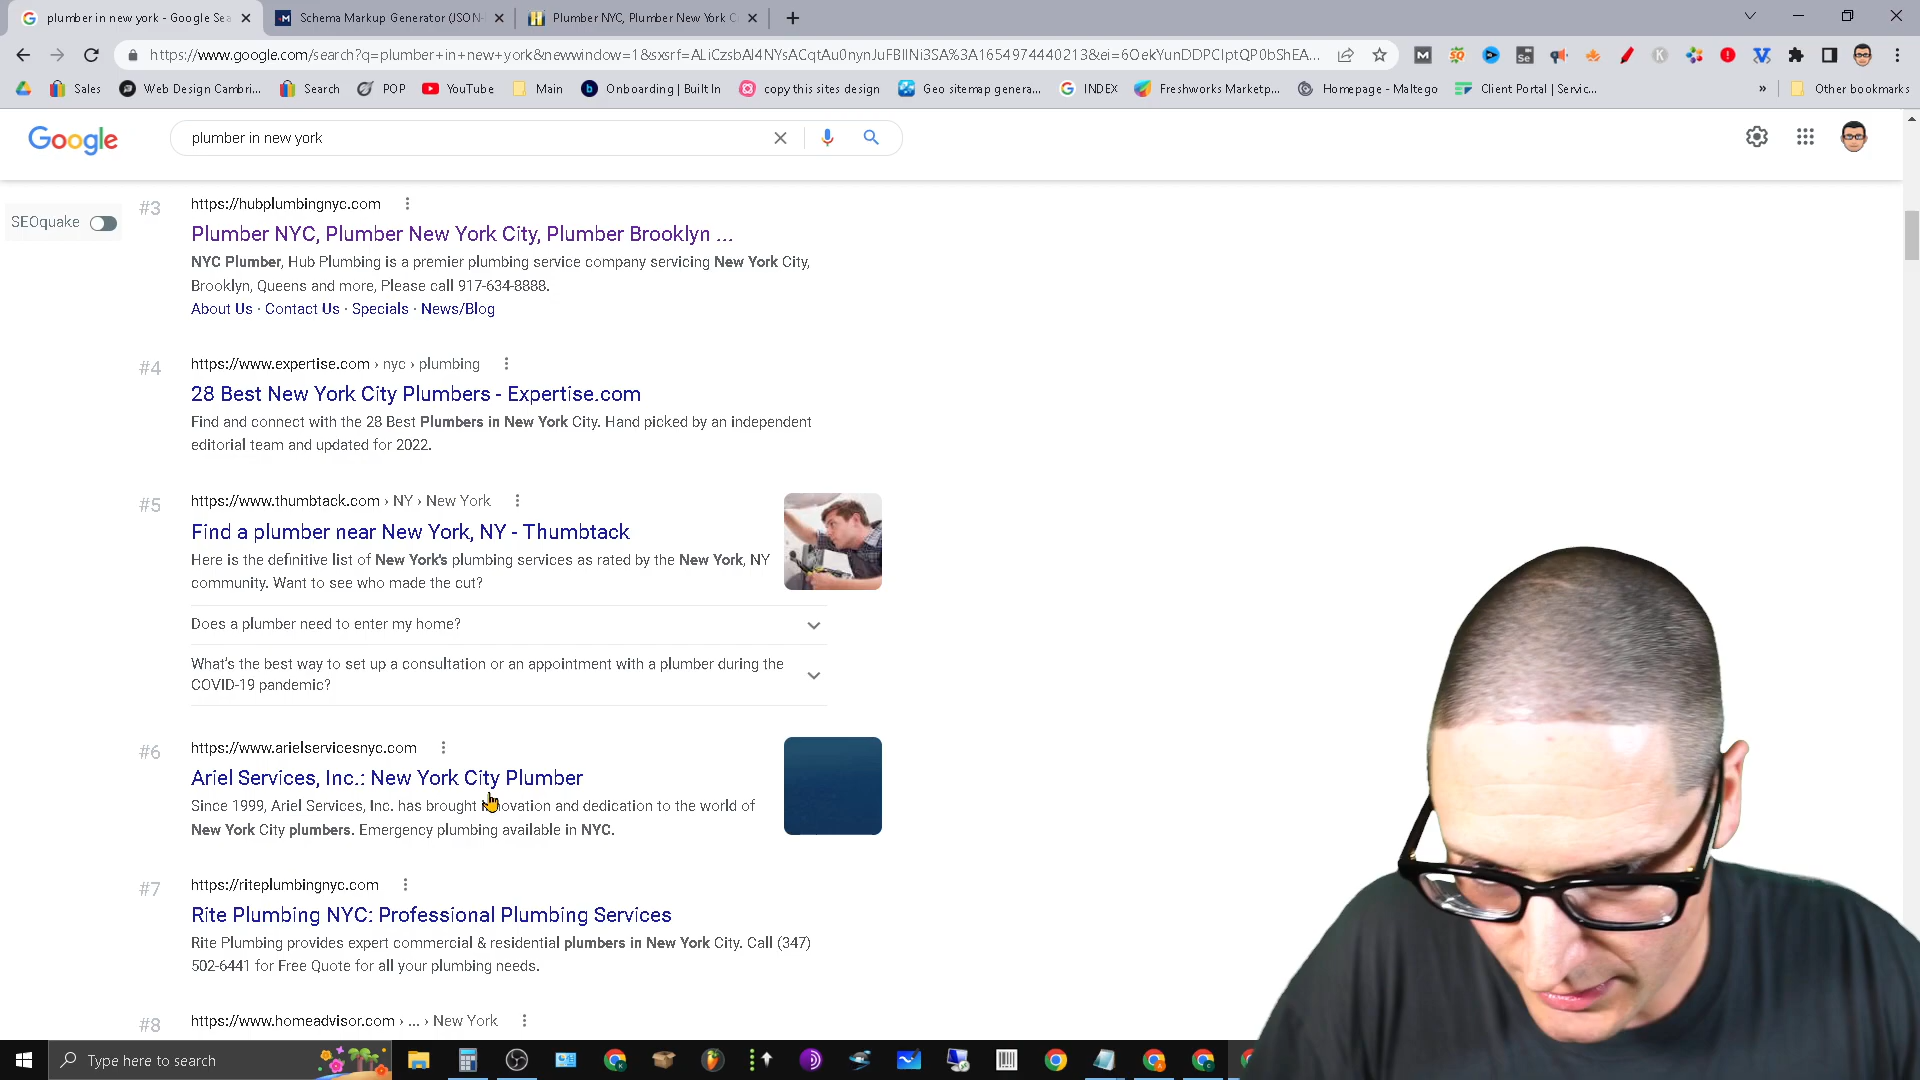 plumber in new york - Google Sea
Schema Markup Generator (JSON-
Plumber NYC, Plumber New York C
https://www.google.com/search?q=plumber+in+new+york&newwindow=1&sxsrf=ALiCzsbAl4NYsACqtAu0nynJuFBIlNi3SA%3A1654974440213&ei=6OekYunDDPCIptQP0bShEA...
Sales
Web Design Cambri...
Search
POP
YouTube
Main
Onboarding | Built In
copy this sites design
Geo sitemap genera...
INDEX
Freshworks Marketp...
Homepage - Maltego
Client Portal | Servic...
»
Other bookmarks
Google
plumber in new york
SEOquake
#3
https://hubplumbingnyc.com
Plumber NYC, Plumber New York City, Plumber Brooklyn ...
NYC Plumber, Hub Plumbing is a premier plumbing service company servicing New York City,
Brooklyn, Queens and more, Please call 917-634-8888.
About Us · Contact Us · Specials · News/Blog
#4
https://www.expertise.com › nyc › plumbing
28 Best New York City Plumbers - Expertise.com
Find and connect with the 28 Best Plumbers in New York City. Hand picked by an independent
editorial team and updated for 2022.
#5
https://www.thumbtack.com › NY › New York
Find a plumber near New York, NY - Thumbtack
Here is the definitive list of New York's plumbing services as rated by the New York, NY
community. Want to see who made the cut?
Does a plumber need to enter my home?
What's the best way to set up a consultation or an appointment with a plumber during the
COVID-19 pandemic?
#6
https://www.arielservicesnyc.com
Ariel Services, Inc.: New York City Plumber
Since 1999, Ariel Services, Inc. has brought innovation and dedication to the world of
New York City plumbers. Emergency plumbing available in NYC.
#7
https://riteplumbingnyc.com
Rite Plumbing NYC: Professional Plumbing Services
Rite Plumbing provides expert commercial & residential plumbers in New York City. Call (347)
502-6441 for Free Quote for all your plumbing needs.
#8
https://www.homeadvisor.com › ... › New York
Type here to search